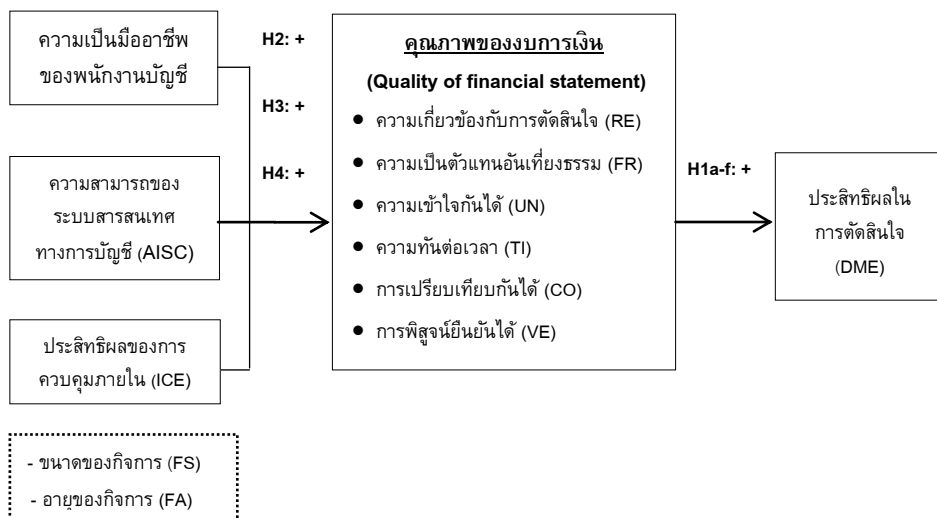 ความเป็นมืออาชีพ
ของพนักงานบัญชี
ความสามารถของ
ระบบสารสนเทศ
ทางการบัญชี (AISC)
ประสิทธิผลของการ
ควบคุมภายใน (ICE)
- ขนาดของกิจการ (FS)
- อายุของกิจการ (FA)
H2: +
H3: +
H4: +
คุณภาพของงบการเงิน
(Quality of financial statement)
● ความเกี่ยวข้องกับการตัดสินใจ (RE)
● ความเป็นตัวแทนอันเที่ยงธรรม (FR)
● ความเข้าใจกันได้ (UN)
● ความทันต่อเวลา (TI)
● การเปรียบเทียบกันได้ (CO)
● การพิสูจน์ยืนยันได้ (VE)
H1a-f: +
ประสิทธิผลใน
การตัดสินใจ
(DME)